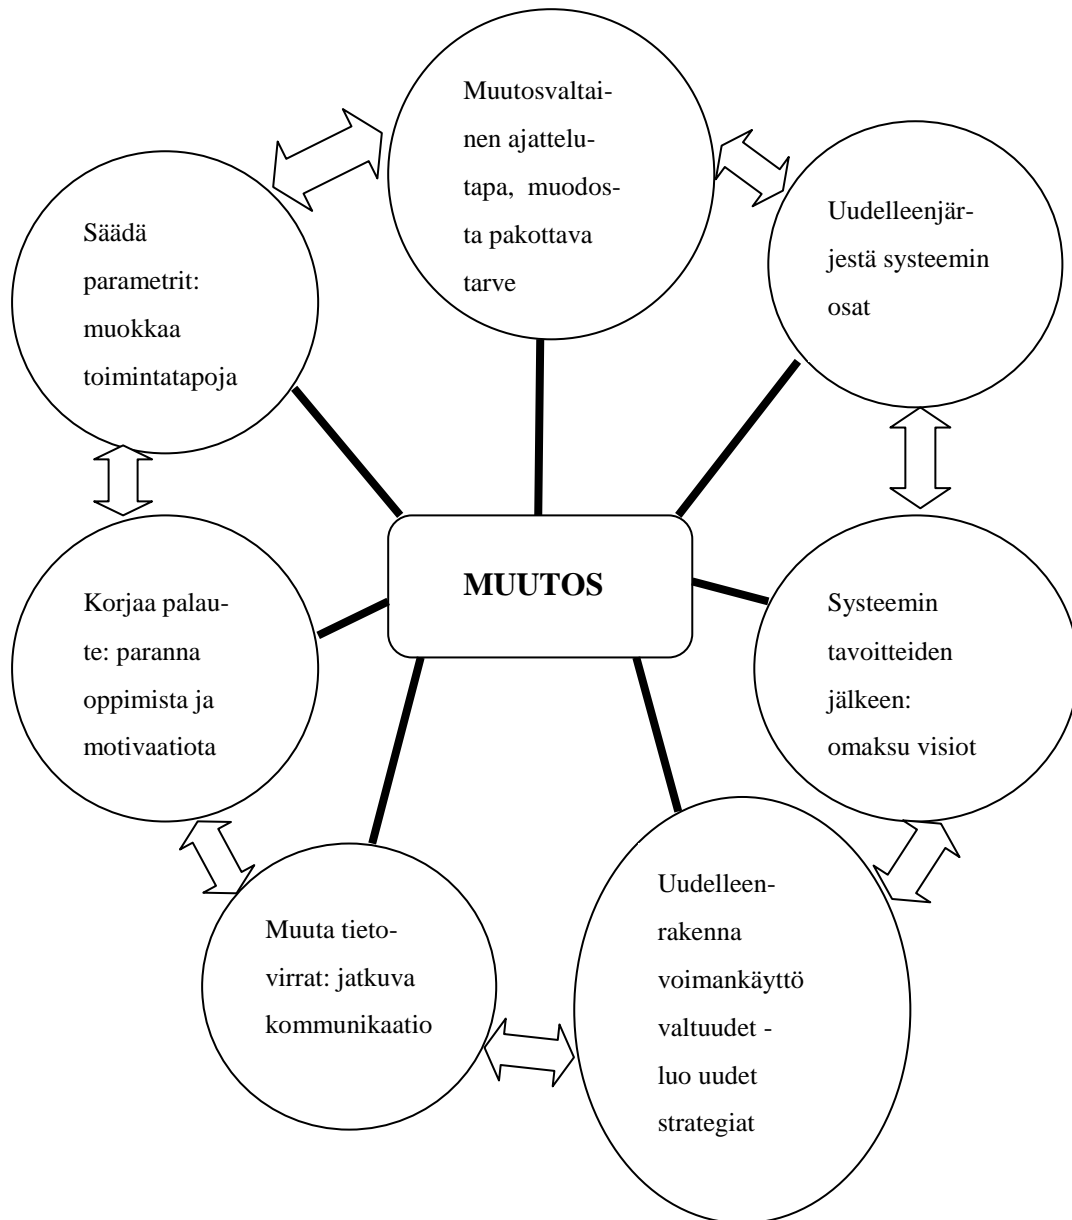 Muutosvaltai-
nen ajattelu-
tapa, muodos-
ta pakottava
tarve
Uudelleenjär-
jestä systeemin
osat
Säädä
parametrit:
muokkaa
toimintatapoja
MUUTOS
Systeemin
tavoitteiden
jälkeen:
omaksu visiot
Korjaa palau-
te: paranna
oppimista ja
motivaatiota
Uudelleen-
rakenna
voimankäyttö
valtuudet -
luo uudet
strategiat
Muuta tieto-
virrat: jatkuva
kommunikaatio